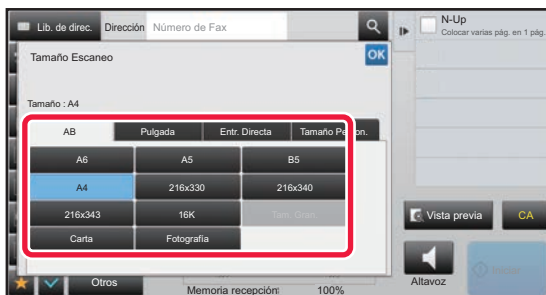 Lib. de direc. Dirección Número de Fax
N-Up
Colocar varias pág. en 1 pág.
Tamaño Escaneo
OK
Tamaño : A4
AB Pulgada Entr. Directa Tamaño
A6 A5 B5
A4 216x330 216x340
216x343 16K Tam. Gran.
Carta Fotografía
Vista previa CA
Otros
Memoria recepción: 100%
Altavoz